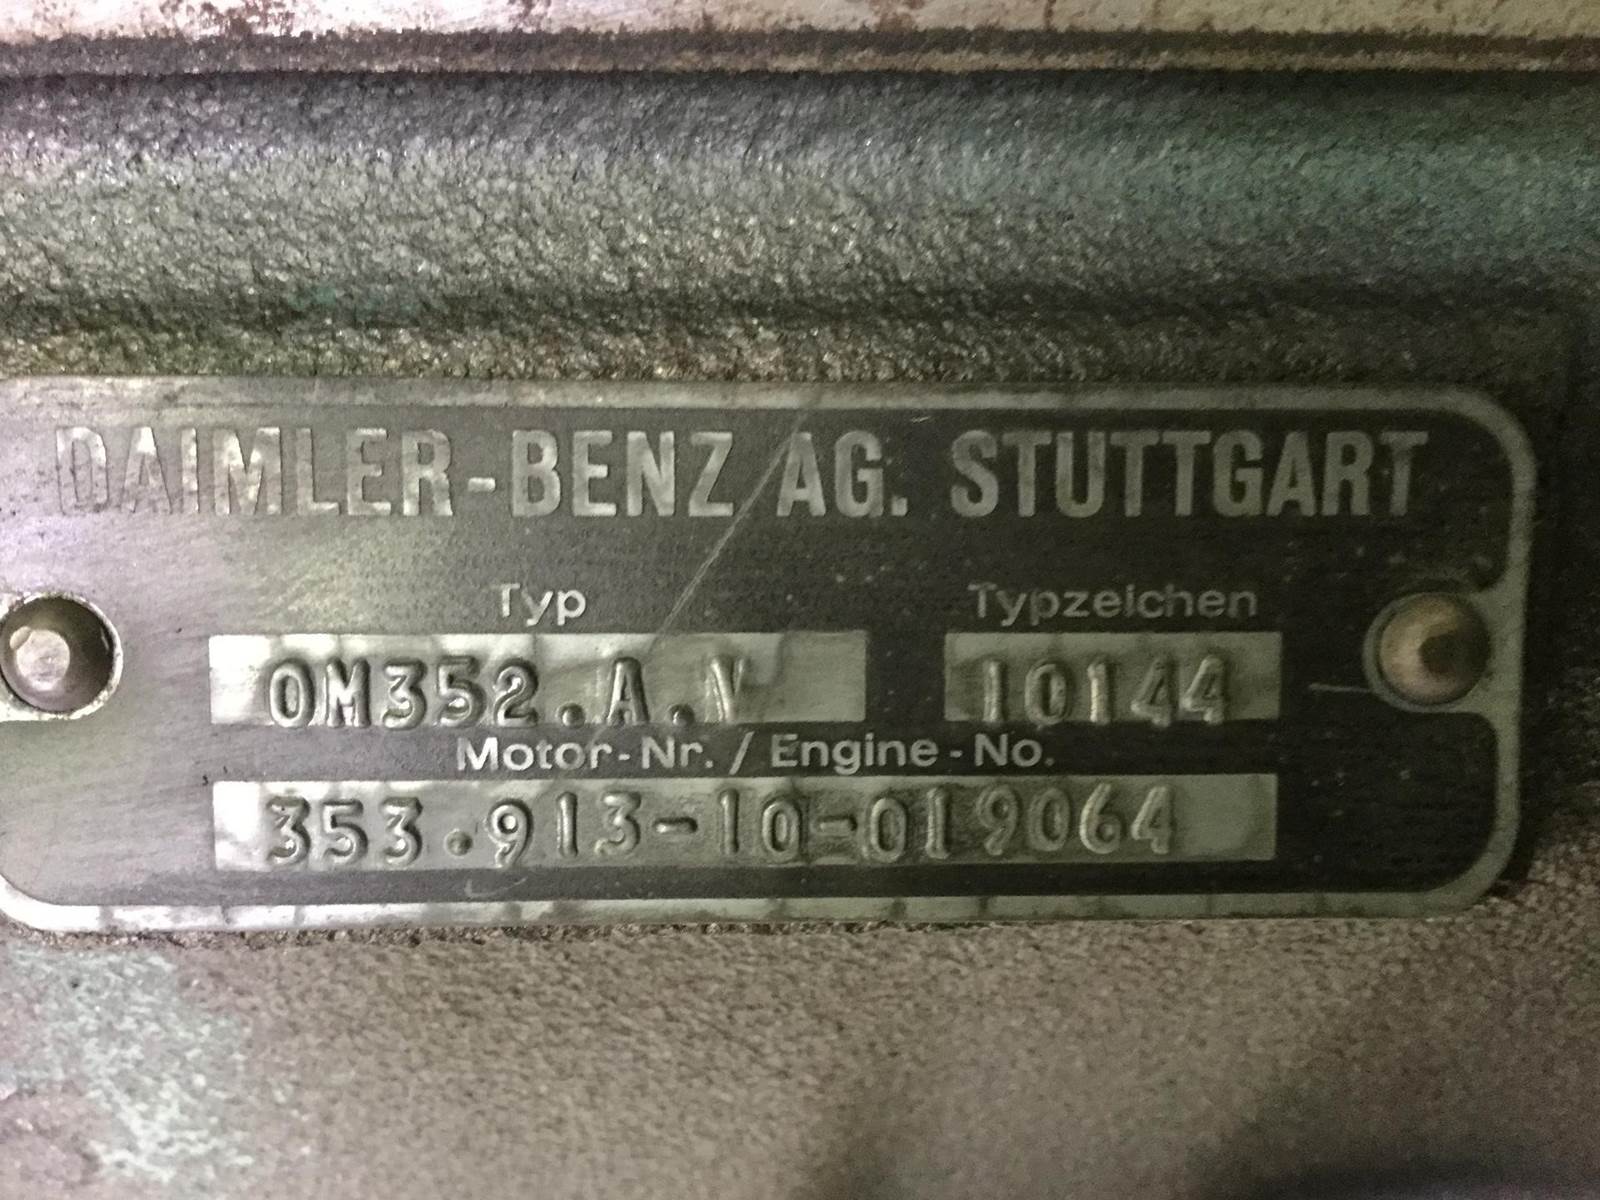 DAIMLER-BENZ AG. STUTTGART
Typ Typzeichen
OM352.A.V 10144
Motor-Nr. / Engine-No.
353.913-10-019064